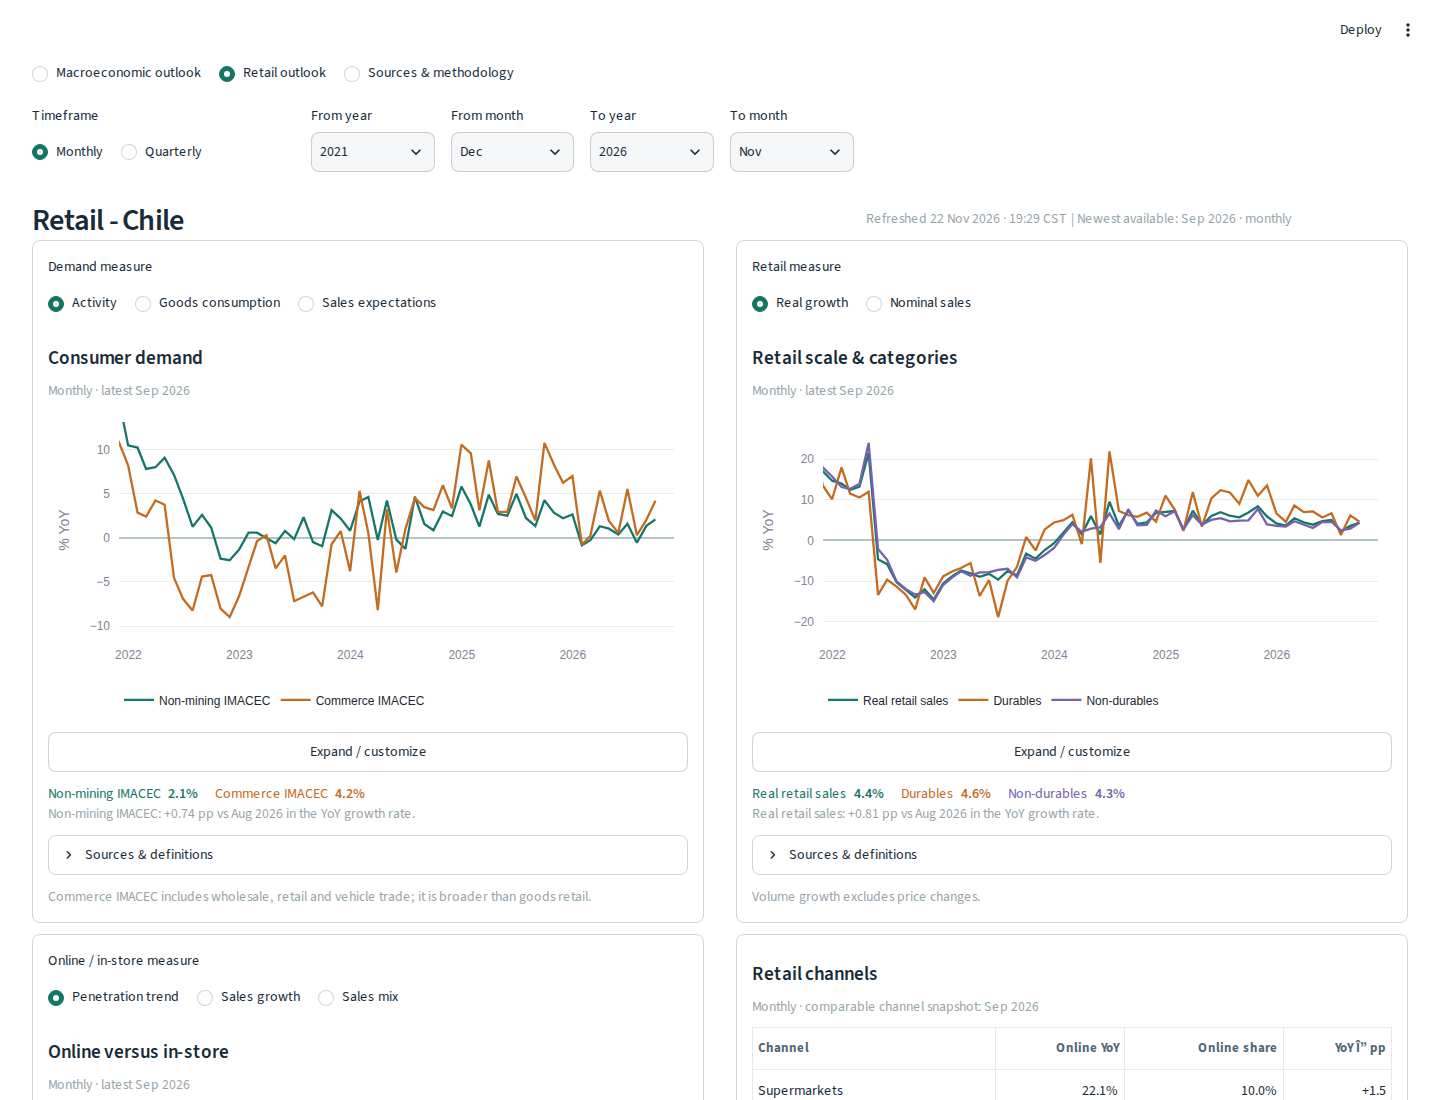 Deploy
Macroeconomic outlook Retail outlook Sources & methodology
Timeframe From year From month To year To month
Monthly Quarterly 2021 Dec 2026 Nov
Retail - Chile
Refreshed 22 Nov 2026 · 19:29 CST | Newest available: Sep 2026 · monthly
Demand measure
Activity Goods consumption Sales expectations
Consumer demand
Monthly · latest Sep 2026
10
5
0
−5
−10
% YoY
2022 2023 2024 2025 2026
Non-mining IMACEC Commerce IMACEC
Expand / customize
Non-mining IMACEC 2.1% Commerce IMACEC 4.2%
Non-mining IMACEC: +0.74 pp vs Aug 2026 in the YoY growth rate.
Sources & definitions
Commerce IMACEC includes wholesale, retail and vehicle trade; it is broader than goods retail.
Retail measure
Real growth Nominal sales
Retail scale & categories
Monthly · latest Sep 2026
20
10
0
−10
−20
% YoY
2022 2023 2024 2025 2026
Real retail sales Durables Non-durables
Expand / customize
Real retail sales 4.4% Durables 4.6% Non-durables 4.3%
Real retail sales: +0.81 pp vs Aug 2026 in the YoY growth rate.
Sources & definitions
Volume growth excludes price changes.
Online / in-store measure
Penetration trend Sales growth Sales mix
Online versus in-store
Monthly · latest Sep 2026
Retail channels
Monthly · comparable channel snapshot: Sep 2026
Channel Online YoY Online share YoY Î” pp
Supermarkets 22.1% 10.0% +1.5